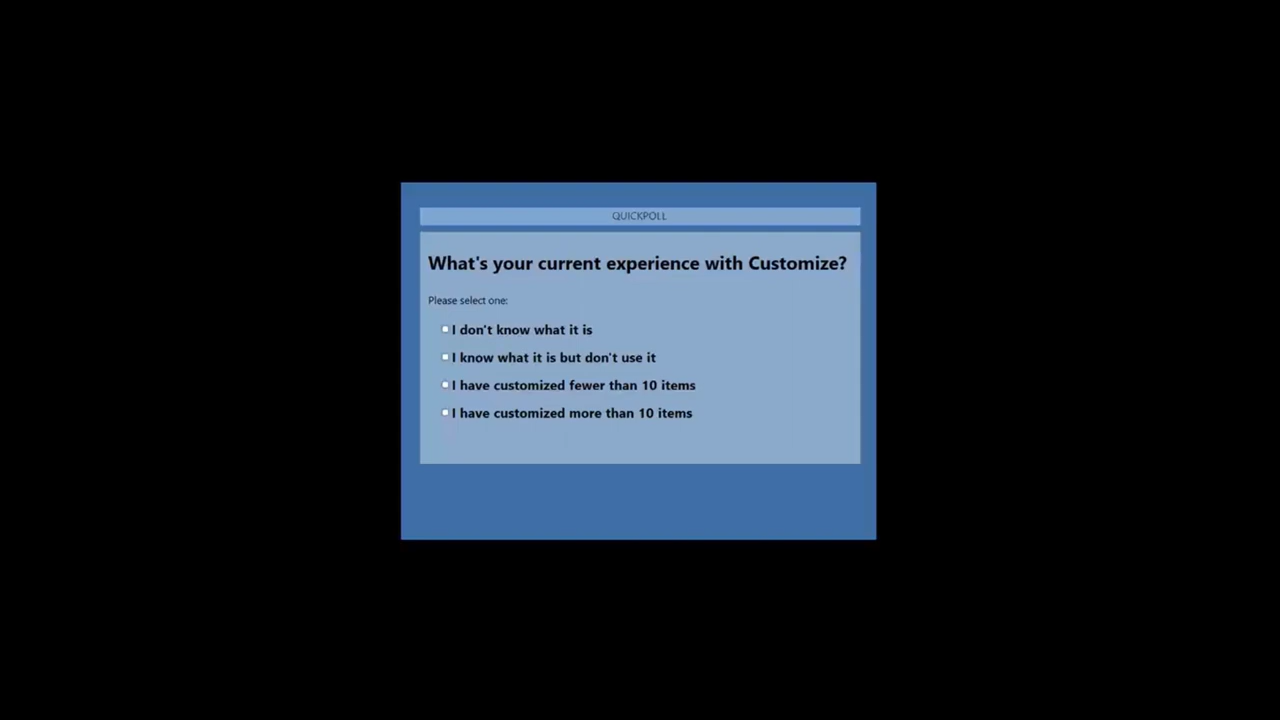 QUICKPOLL
What's your current experience with Customize?
Please select one:
I don't know what it is
I know what it is but don't use it
I have customized fewer than 10 items
I have customized more than 10 items